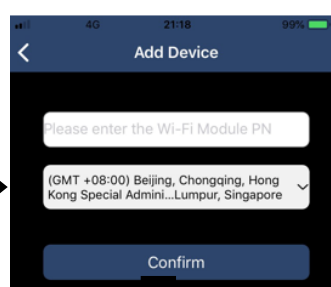 4G 21:18 99%
Add Device
Please enter the Wi-Fi Module PN
(GMT +08:00) Beijing, Chongqing, Hong
Kong Special Admini...Lumpur, Singapore
Confirm